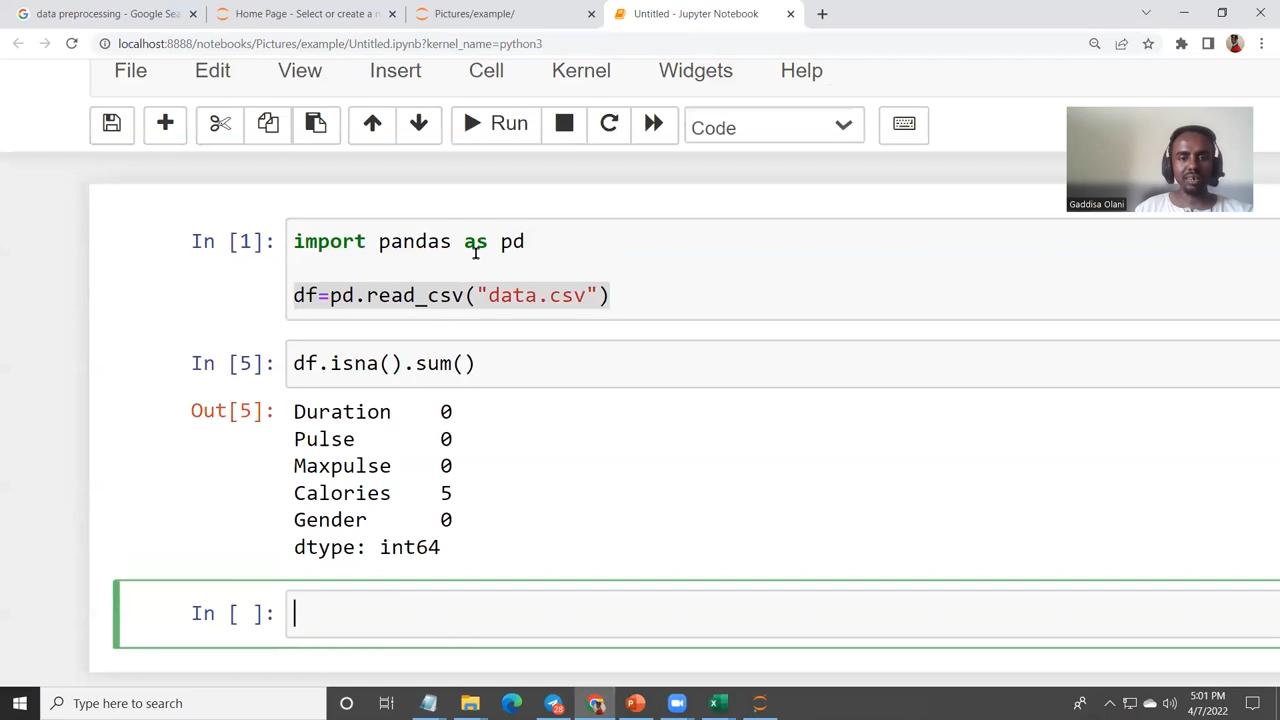 data preprocessing - Google Sea
Home Page - Select or create a n
Pictures/example/
Untitled - Jupyter Notebook
localhost:8888/notebooks/Pictures/example/Untitled.ipynb?kernel_name=python3
File Edit View Insert Cell Kernel Widgets Help
Run Code
Gaddisa Olani
In [1]: import pandas as pd
df=pd.read_csv("data.csv")
In [5]: df.isna().sum()
Out[5]: Duration 0
Pulse 0
Maxpulse 0
Calories 5
Gender 0
dtype: int64
In [ ]:
Type here to search
28
5:01 PM
4/7/2022